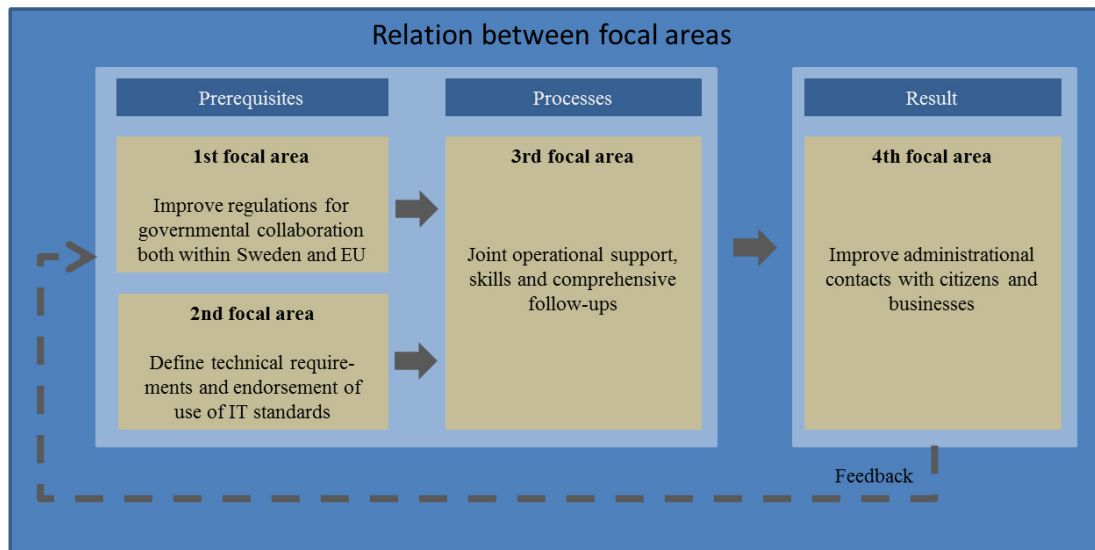 Relation between focal areas
Prerequisites
1st focal area
Improve regulations for
governmental collaboration
both within Sweden and EU
2nd focal area
Define technical require-
ments and endorsement of
use of IT standards
Processes
3rd focal area
Joint operational support,
skills and comprehensive
follow-ups
Result
4th focal area
Improve administrational
contacts with citizens and
businesses
Feedback